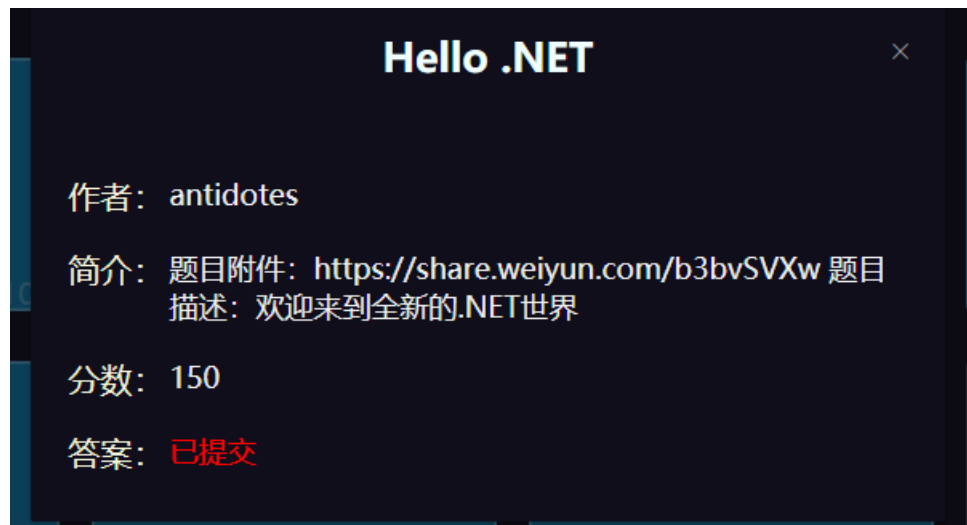 Hello .NET
作者： antidotes
简介： 题目附件：https://share.weiyun.com/b3bvSVXw 题目
描述：欢迎来到全新的.NET世界
分数： 150
答案： 已提交